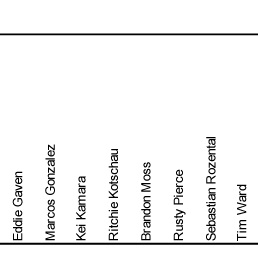 Eddie Gaven
Marcos Gonzalez
Kei Kamara
Ritchie Kotschau
Brandon Moss
Rusty Pierce
Sebastian Rozental
Tim Ward